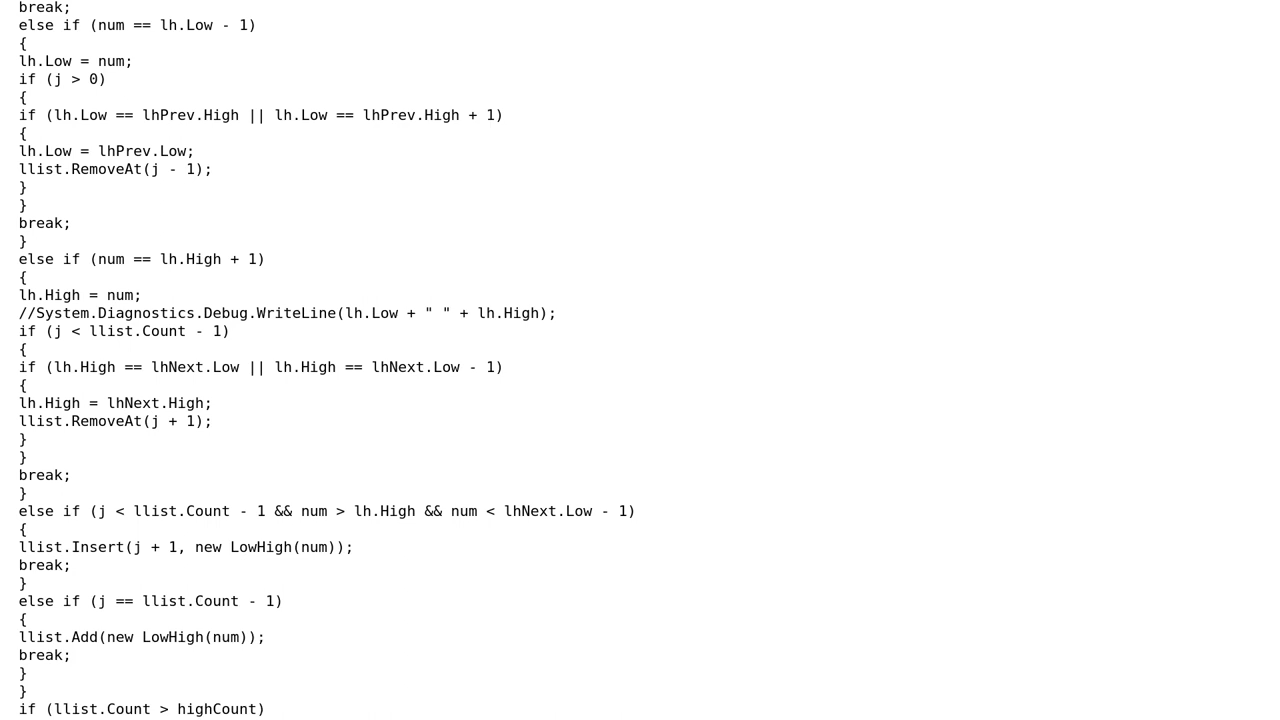 break;
else if (num == lh.Low - 1)
{
lh.Low = num;
if (j > 0)
{
if (lh.Low == lhPrev.High || lh.Low == lhPrev.High + 1)
{
lh.Low = lhPrev.Low;
llist.RemoveAt(j - 1);
}
}
break;
}
else if (num == lh.High + 1)
{
lh.High = num;
//System.Diagnostics.Debug.WriteLine(lh.Low + " " + lh.High);
if (j < llist.Count - 1)
{
if (lh.High == lhNext.Low || lh.High == lhNext.Low - 1)
{
lh.High = lhNext.High;
llist.RemoveAt(j + 1);
}
}
break;
}
else if (j < llist.Count - 1 && num > lh.High && num < lhNext.Low - 1)
{
llist.Insert(j + 1, new LowHigh(num));
break;
}
else if (j == llist.Count - 1)
{
llist.Add(new LowHigh(num));
break;
}
}
if (llist.Count > highCount)